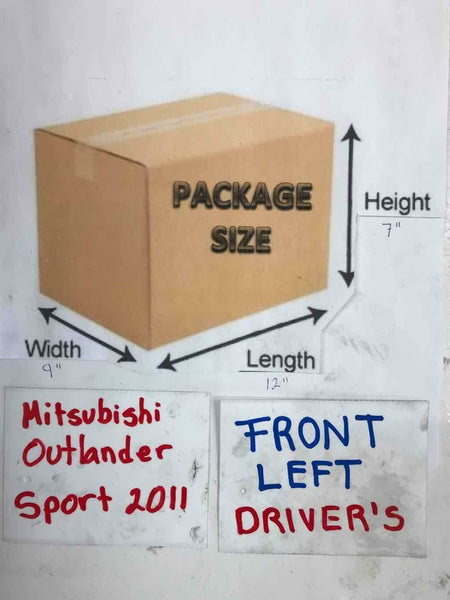 PACKAGE
SIZE
Height
7"
Width
9"
Length
12"
Mitsubishi
Outlander
Sport 2011
FRONT
LEFT
DRIVER'S